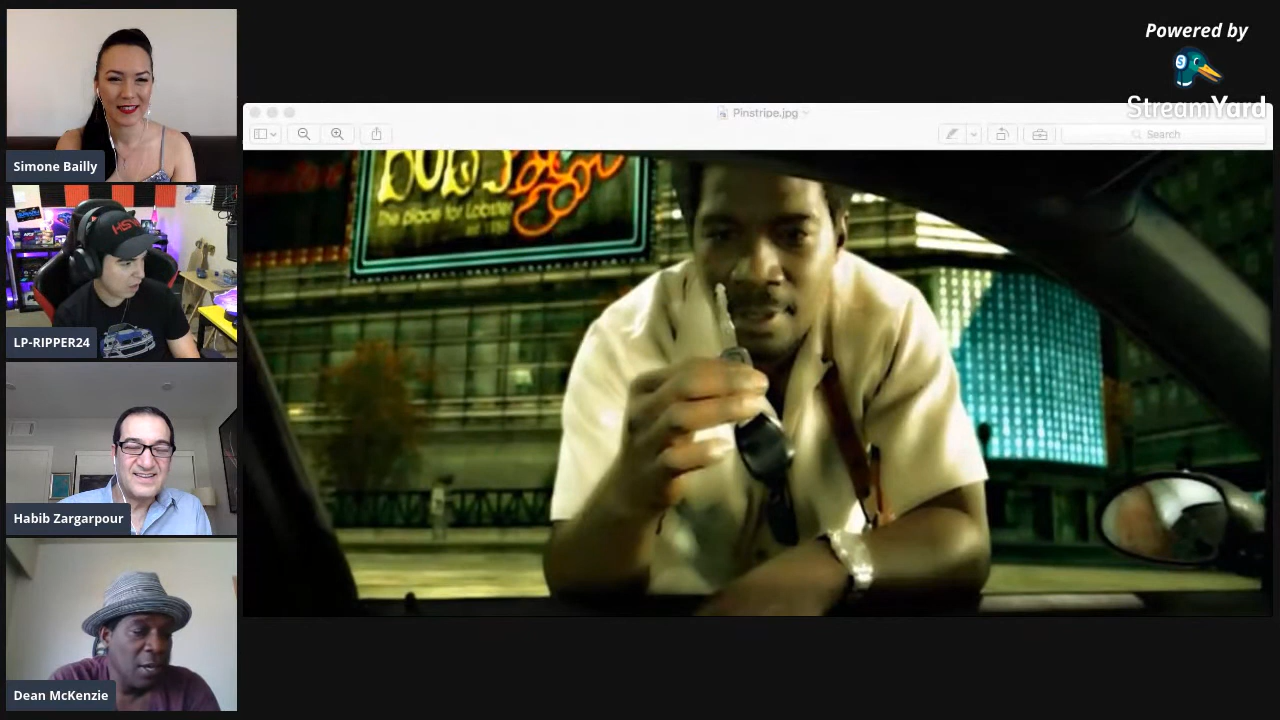 Powered by
StreamYard
Simone Bailly
LP-RIPPER24
Habib Zargarpour
Dean McKenzie
Pinstripe.jpg
Search
The place for Lobster